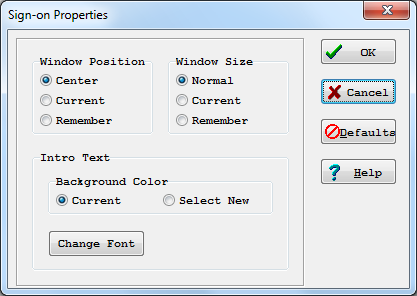 Sign-on Properties
Window Position
Center
Current
Remember
Window Size
Normal
Current
Remember
Intro Text
Background Color
Current
Select New
Change Font
OK
Cancel
Defaults
Help